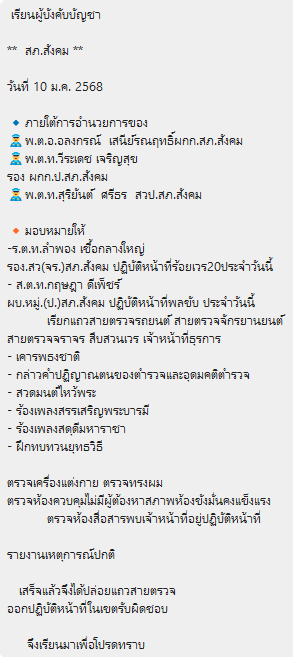 เรียนผู้บังคับบัญชา
** สภ.สังคม **
วันที่ 10 ม.ค. 2568
🔹ภายใต้การอำนวยการของ
👮พ.ต.อ.อลงกรณ์ เสนีย์รณฤทธิ์ผกก.สภ.สังคม
👮พ.ต.ท.วีระเดช เจริญสุข
รอง ผกก.ป.สภ.สังคม
👮พ.ต.ท.สุริยันต์ ศรีธร สวป.สภ.สังคม
🔸มอบหมายให้
-ร.ต.ท.ลำพอง เชื้อกลางใหญ่
รอง.สว(จร.)สภ.สังคม ปฏิบัติหน้าที่ร้อยเวร20ประจำวันนี้
- ส.ต.ท.กฤษฎา ดีเพ็ชร์
ผบ.หมู่.(ป.)สภ.สังคม ปฏิบัติหน้าที่พลขับ ประจำวันนี้
เรียกแถวสายตรวจรถยนต์ สายตรวจจักรยานยนต์
สายตรวจจราจร สิบสวนเวร เจ้าหน้าที่ธุรการ
- เคารพธงชาติ
- กล่าวคำปฏิญาณตนของตำรวจและอุดมคติตำรวจ
- สวดมนต์ไหว้พระ
- ร้องเพลงสรรเสริญพระบารมี
- ร้องเพลงสดุดีมหาราชา
- ฝึกทบทวนยุทธวิธี
ตรวจเครื่องแต่งกาย ตรวจทรงผม
ตรวจห้องควบคุมไม่มีผู้ต้องหาสภาพห้องขังมั่นคงแข็งแรง
ตรวจห้องสื่อสารพบเจ้าหน้าที่อยู่ปฏิบัติหน้าที่
รายงานเหตุการณ์ปกติ
เสร็จแล้วจึงได้ปล่อยแถวสายตรวจ
ออกปฏิบัติหน้าที่ในเขตรับผิดชอบ
จึงเรียนมาเพื่อโปรดทราบ